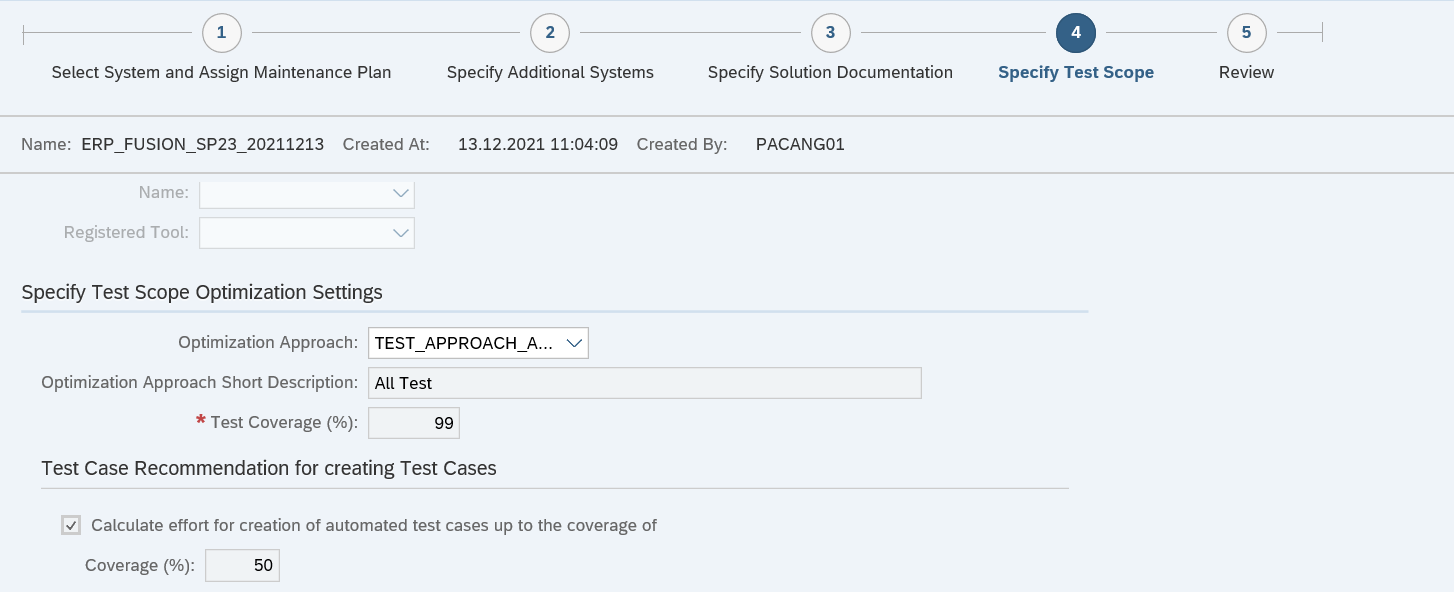 1 2 3 4 5
Select System and Assign Maintenance Plan Specify Additional Systems Specify Solution Documentation Specify Test Scope Review
Name: ERP_FUSION_SP23_20211213 Created At: 13.12.2021 11:04:09 Created By: PACANG01
Name:
Registered Tool:
Specify Test Scope Optimization Settings
Optimization Approach: TEST_APPROACH_A...
Optimization Approach Short Description: All Test
* Test Coverage (%): 99
Test Case Recommendation for creating Test Cases
Calculate effort for creation of automated test cases up to the coverage of
Coverage (%): 50